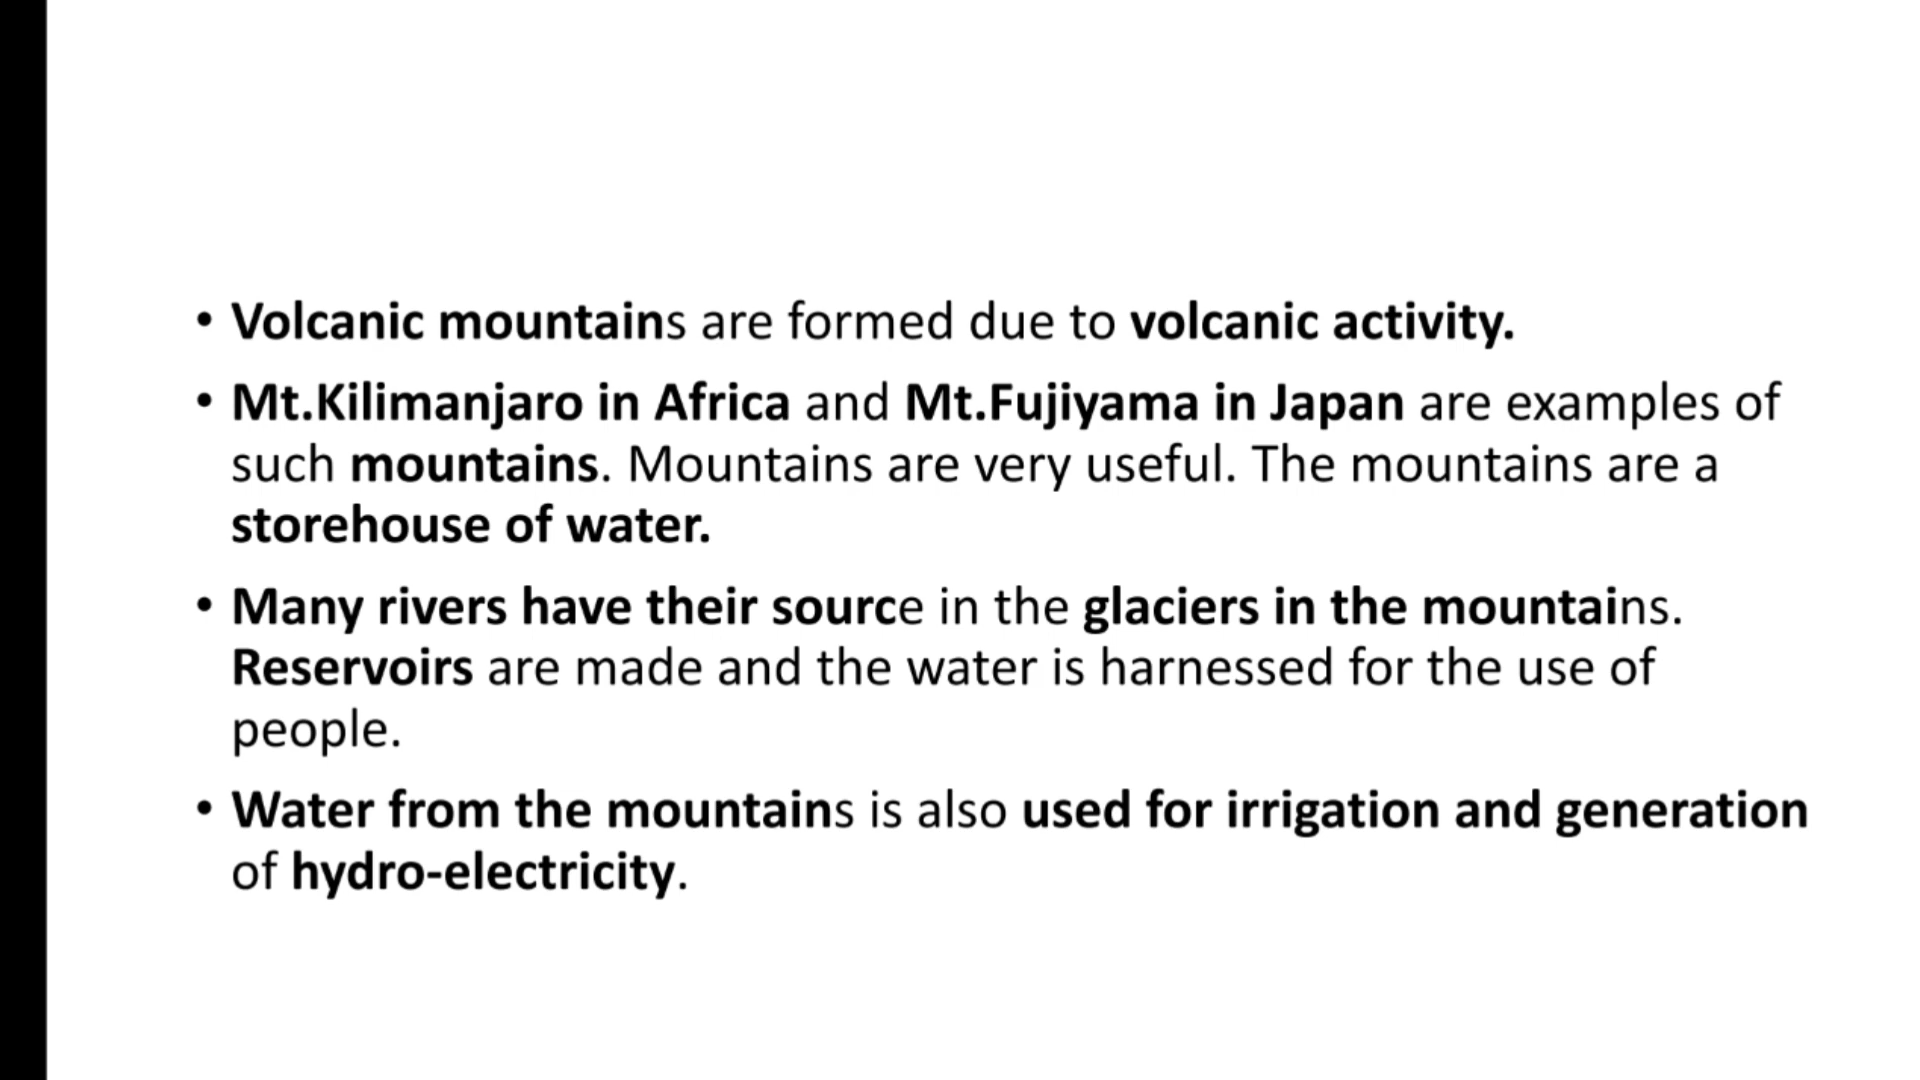 • Volcanic mountains are formed due to volcanic activity.
• Mt.Kilimanjaro in Africa and Mt.Fujiyama in Japan are examples of
such mountains. Mountains are very useful. The mountains are a
storehouse of water.
• Many rivers have their source in the glaciers in the mountains.
Reservoirs are made and the water is harnessed for the use of
people.
• Water from the mountains is also used for irrigation and generation
of hydro-electricity.